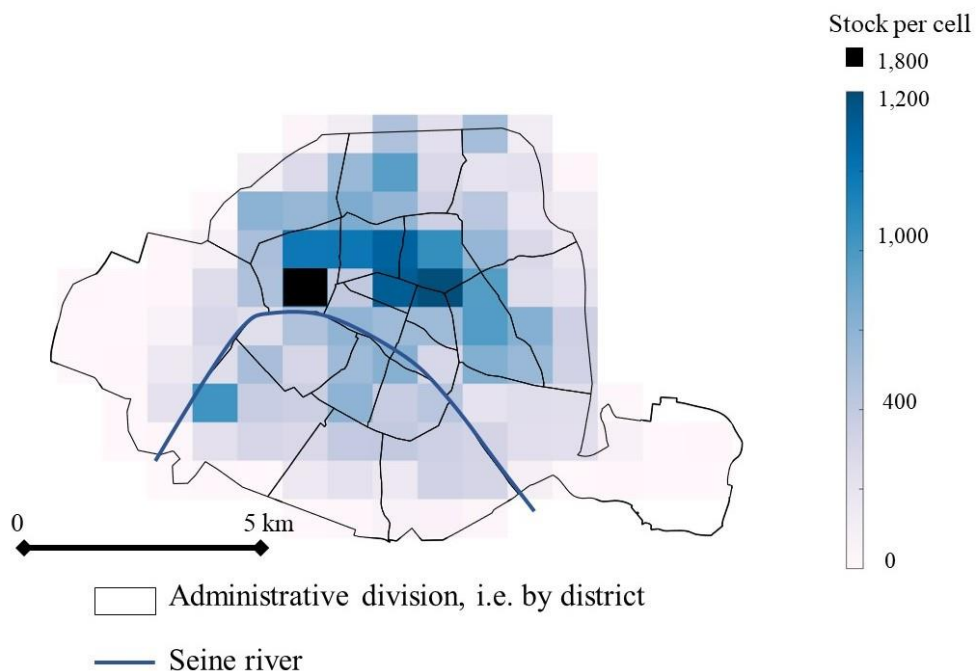 Stock per cell
1,800
1,200
1,000
400
0
0
5 km
Administrative division, i.e. by district
Seine river